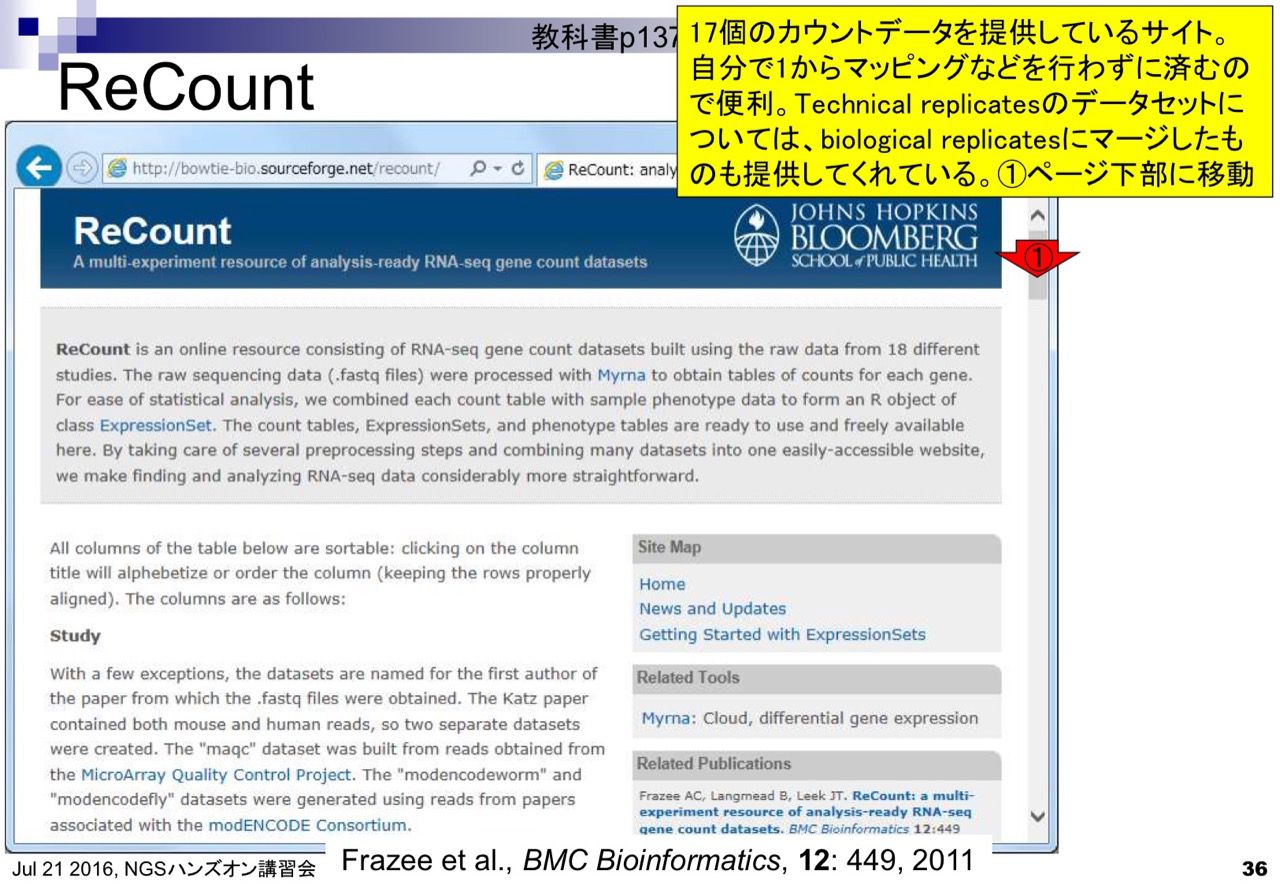 教科書p137
17個のカウントデータを提供しているサイト。
自分で1からマッピングなどを行わずに済むの
で便利。Technical replicatesのデータセットに
ついては、biological replicatesにマージしたも
のも提供してくれている。①ページ下部に移動
ReCount
http://bowtie-bio.sourceforge.net/recount/
ReCount: analy
ReCount
A multi-experiment resource of analysis-ready RNA-seq gene count datasets
JOHNS HOPKINS
BLOOMBERG
SCHOOL of PUBLIC HEALTH
①
ReCount is an online resource consisting of RNA-seq gene count datasets built using the raw data from 18 different
studies. The raw sequencing data (.fastq files) were processed with Myrna to obtain tables of counts for each gene.
For ease of statistical analysis, we combined each count table with sample phenotype data to form an R object of
class ExpressionSet. The count tables, ExpressionSets, and phenotype tables are ready to use and freely available
here. By taking care of several preprocessing steps and combining many datasets into one easily-accessible website,
we make finding and analyzing RNA-seq data considerably more straightforward.
All columns of the table below are sortable: clicking on the column
title will alphebetize or order the column (keeping the rows properly
aligned). The columns are as follows:
Study
With a few exceptions, the datasets are named for the first author of
the paper from which the .fastq files were obtained. The Katz paper
contained both mouse and human reads, so two separate datasets
were created. The "maqc" dataset was built from reads obtained from
the MicroArray Quality Control Project. The "modencodeworm" and
"modencodefly" datasets were generated using reads from papers
associated with the modENCODE Consortium.
Site Map
Home
News and Updates
Getting Started with ExpressionSets
Related Tools
Myrna: Cloud, differential gene expression
Related Publications
Frazee AC, Langmead B, Leek JT. ReCount: a multi-
experiment resource of analysis-ready RNA-seq
gene count datasets. BMC Bioinformatics 12:449
Jul 21 2016, NGSハンズオン講習会
Frazee et al., BMC Bioinformatics, 12: 449, 2011
36